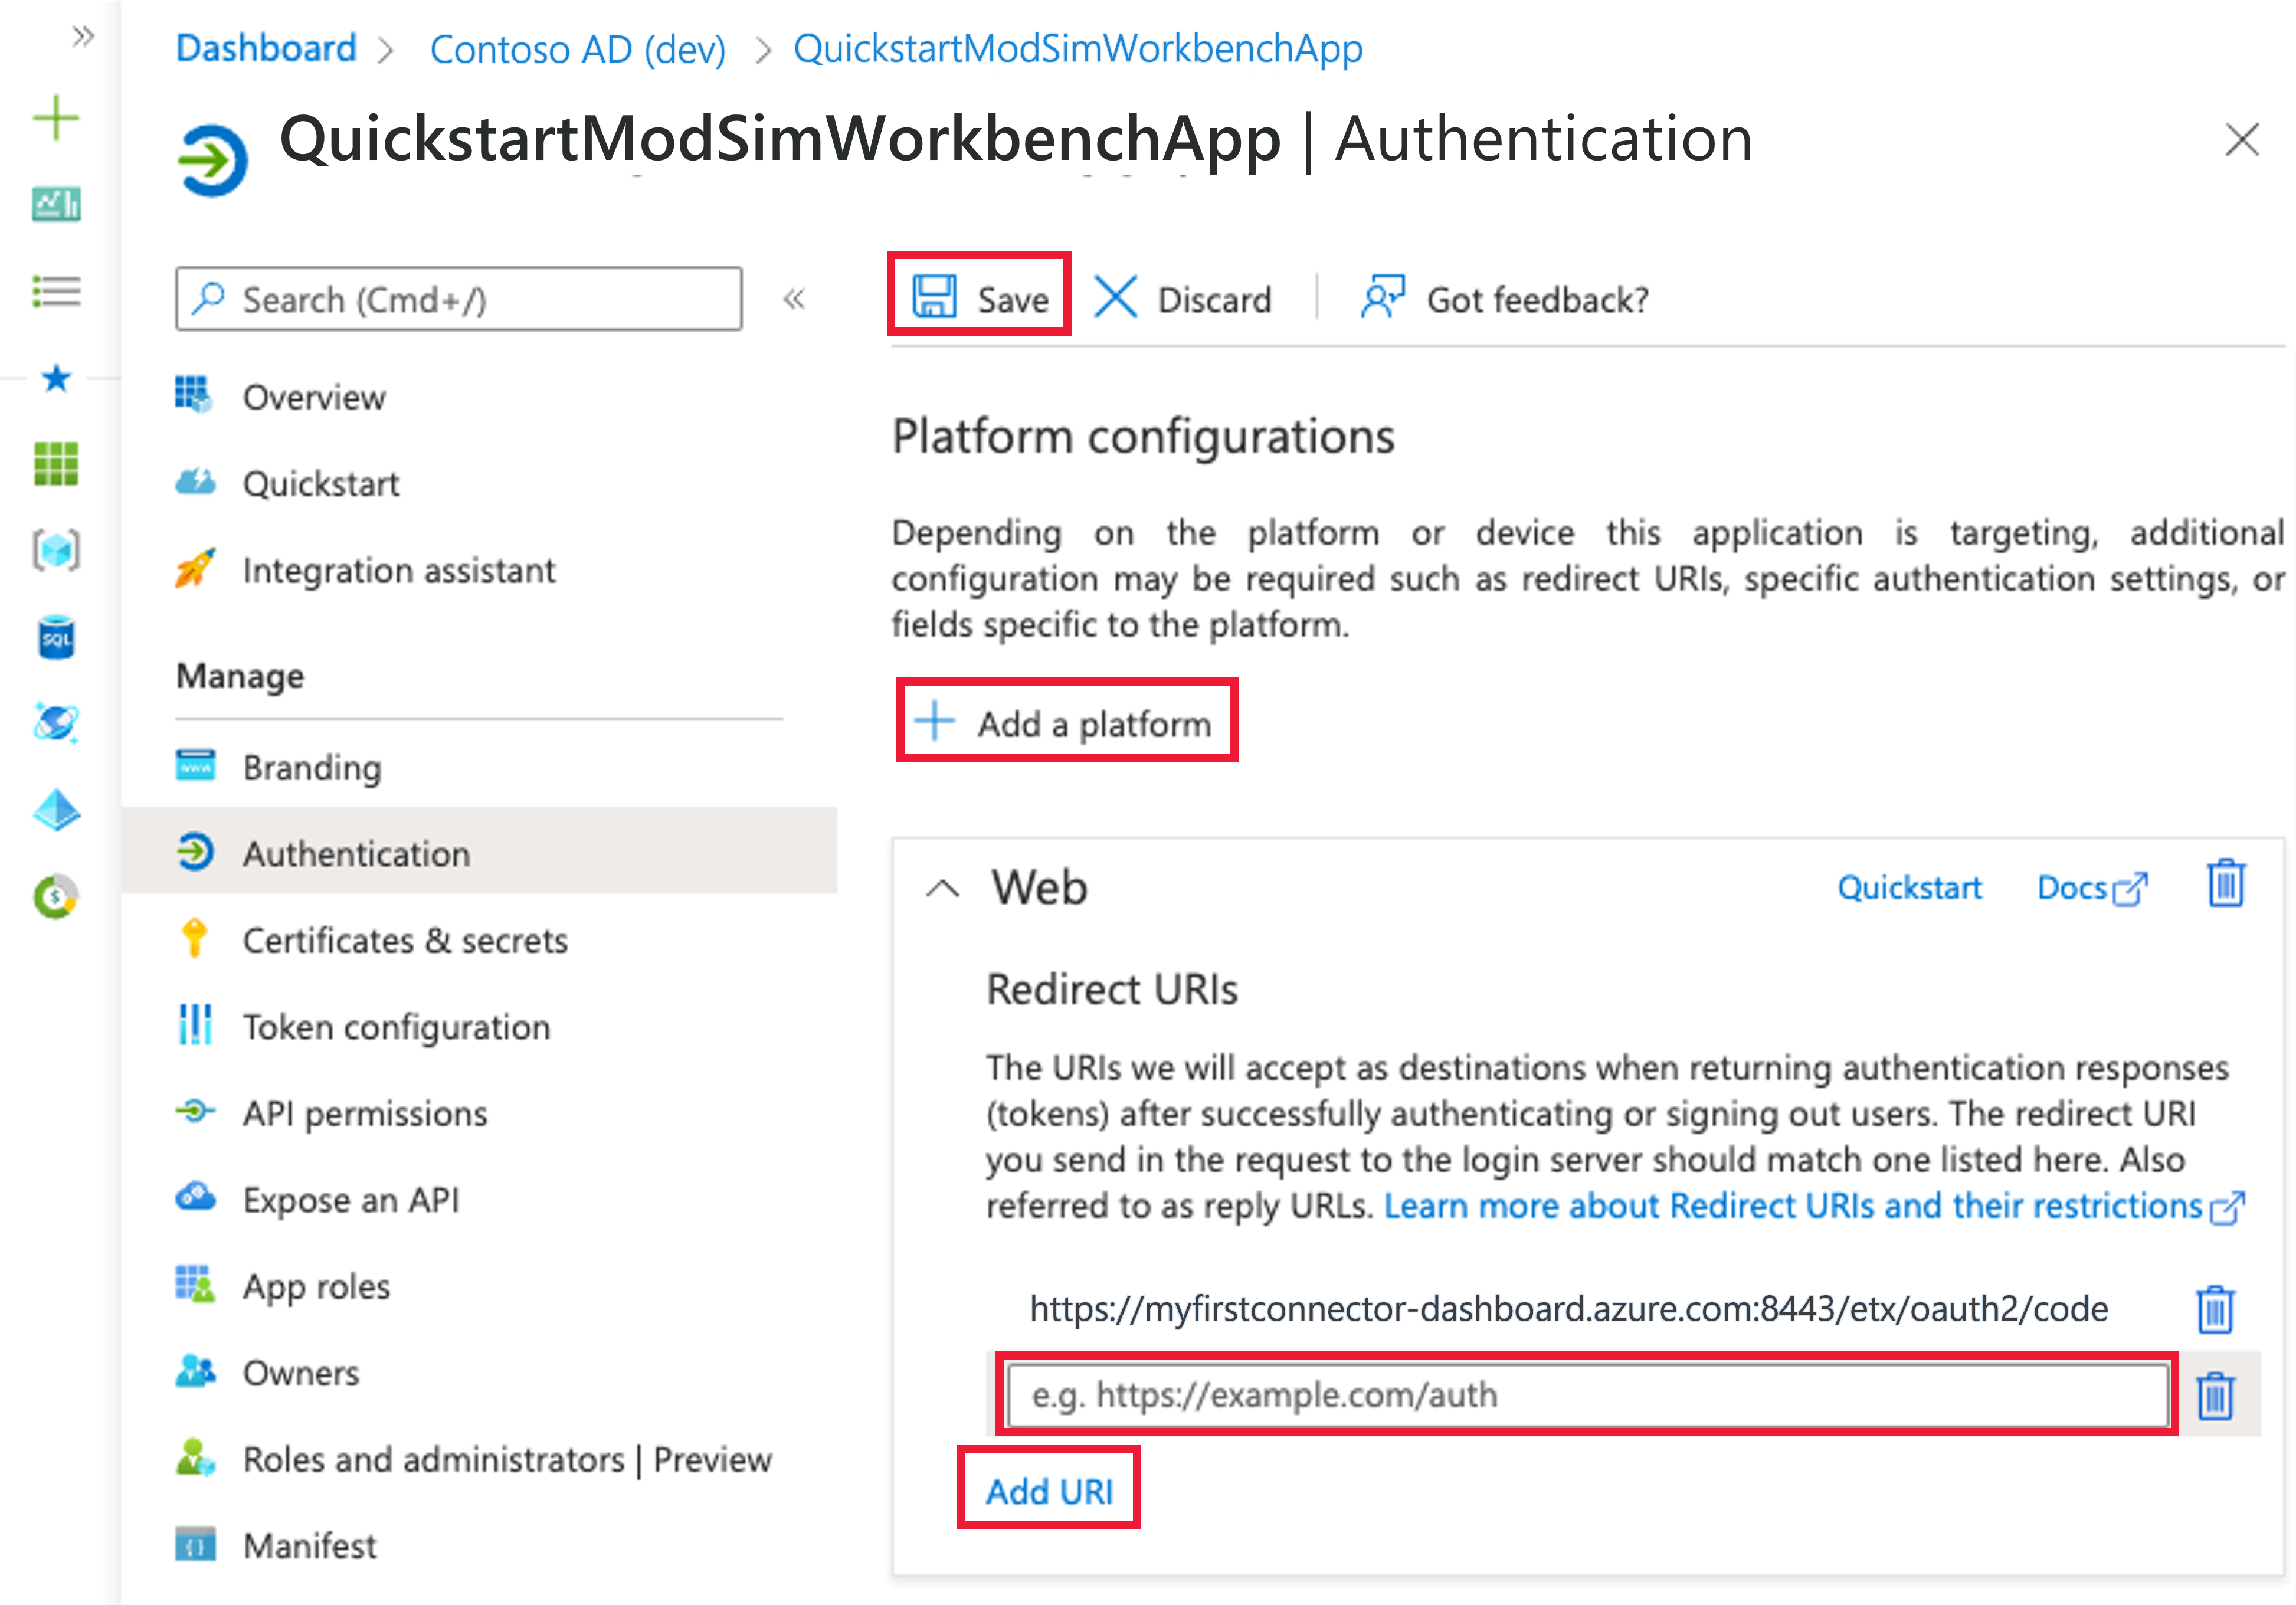 Dashboard > Contoso AD (dev) > QuickstartModSimWorkbenchApp
QuickstartModSimWorkbenchApp | Authentication
Search (Cmd+/)
Overview
Quickstart
Integration assistant
Manage
Branding
Authentication
Certificates & secrets
Token configuration
API permissions
Expose an API
App roles
Owners
Roles and administrators | Preview
Manifest
SQL
www
Save
Discard
Got feedback?
Platform configurations
Depending on the platform or device this application is targeting, additional
configuration may be required such as redirect URIs, specific authentication settings, or
fields specific to the platform.
Add a platform
Web
Quickstart
Docs
Redirect URIs
The URIs we will accept as destinations when returning authentication responses
(tokens) after successfully authenticating or signing out users. The redirect URI
you send in the request to the login server should match one listed here. Also
referred to as reply URLs. Learn more about Redirect URIs and their restrictions
https://myfirstconnector-dashboard.azure.com:8443/etx/oauth2/code
e.g. https://example.com/auth
Add URI